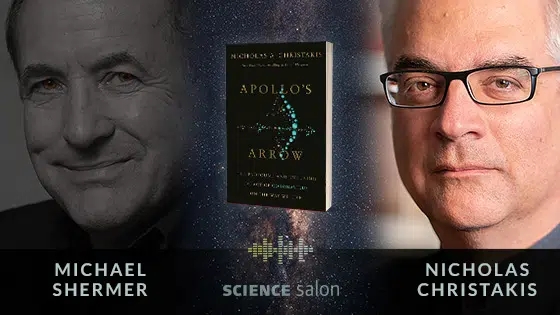 NICHOLAS A. CHRISTAKIS
APOLLO'S
ARROW
MICHAEL
SHERMER
SCIENCE salon
NICHOLAS
CHRISTAKIS